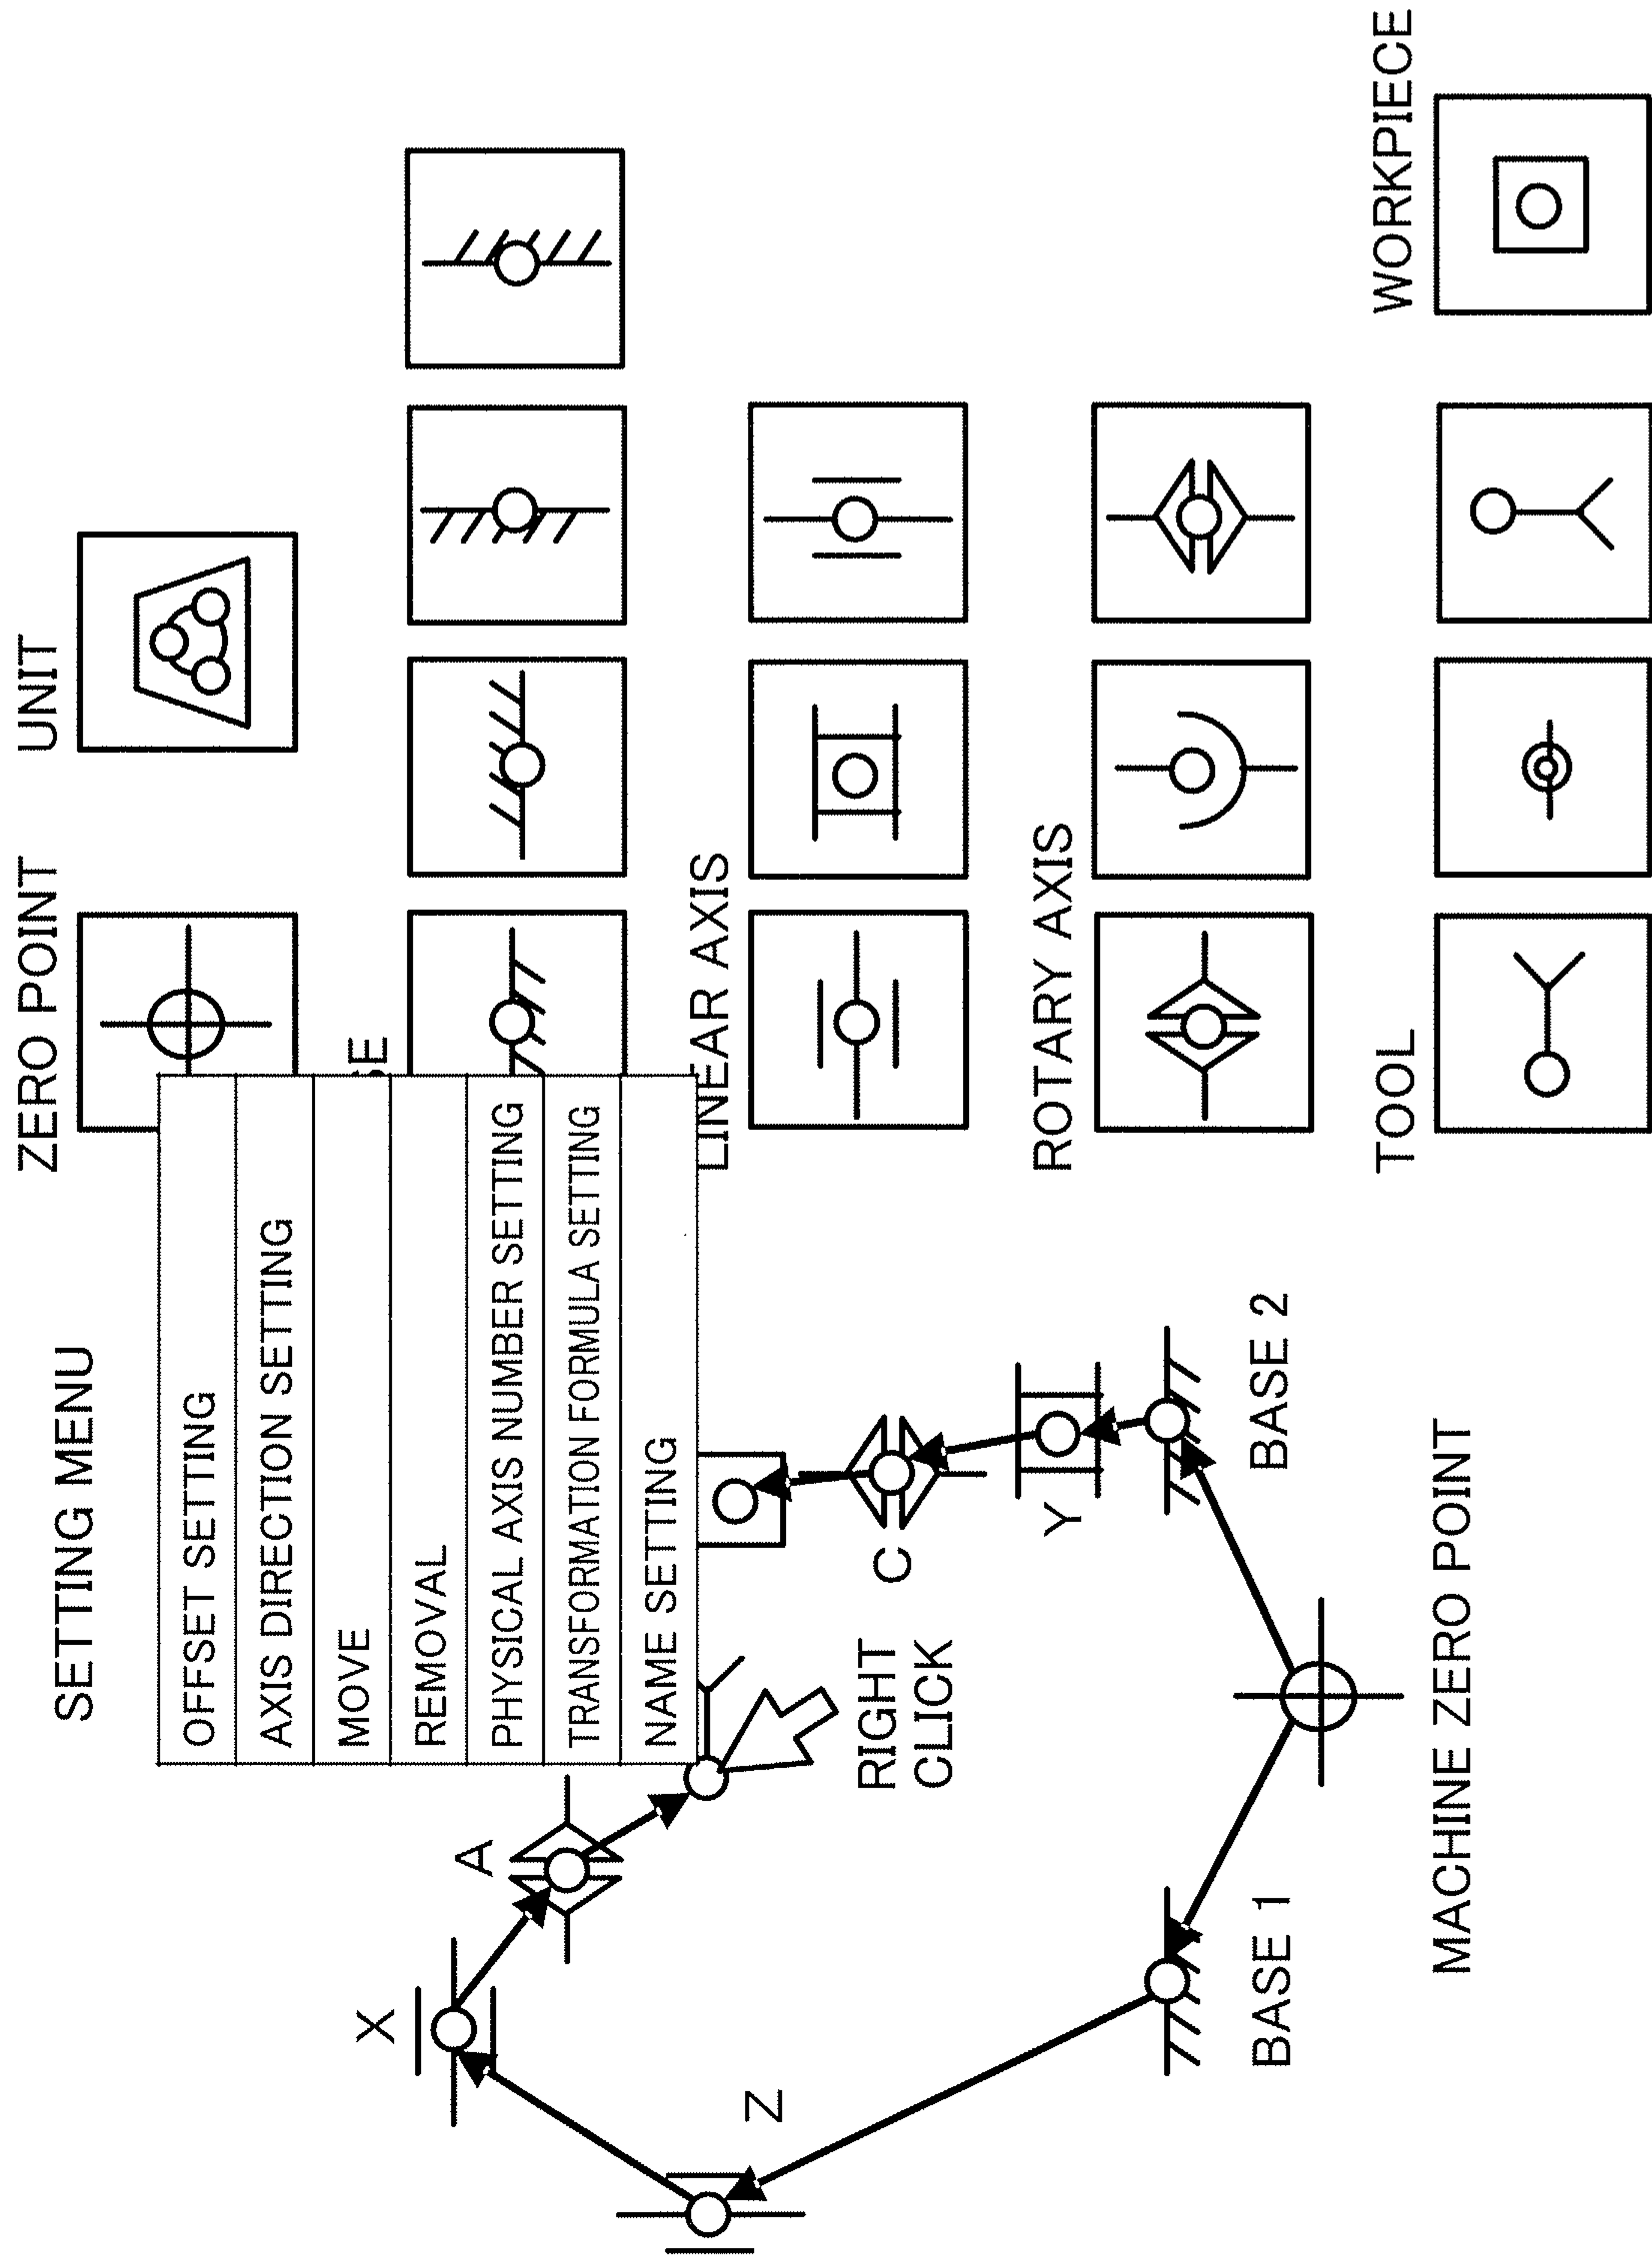 SETTING MENU
OFFSET SETTING
AXIS DIRECTION SETTING
MOVE
REMOVAL
PHYSICAL AXIS NUMBER SETTING
TRANSFORMATION FORMULA SETTING
NAME SETTING
X
A
Z
RIGHT
CLICK
C
Y
BASE 1
BASE 2
MACHINE ZERO POINT
ZERO POINT
UNIT
SE
LINEAR AXIS
ROTARY AXIS
TOOL
WORKPIECE